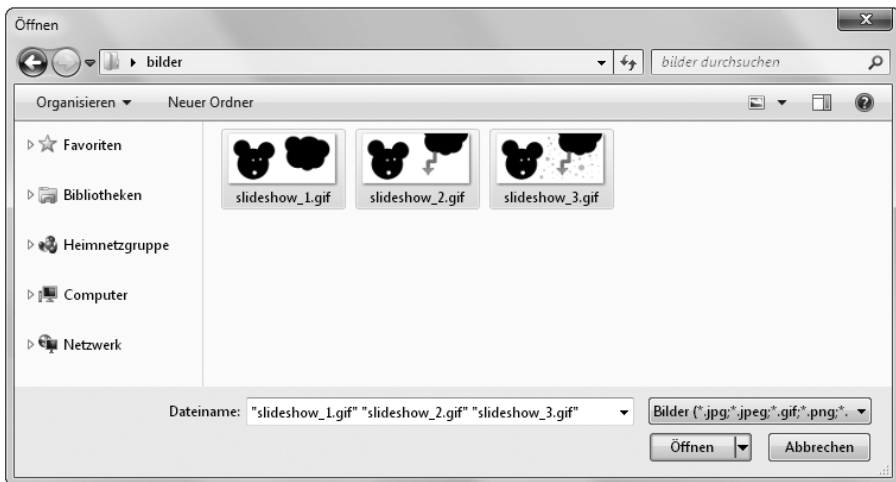 Öffnen
bilder
bilder durchsuchen
Organisieren
Neuer Ordner
Favoriten
Bibliotheken
Heimnetzgruppe
Computer
Netzwerk
slideshow_1.gif
slideshow_2.gif
slideshow_3.gif
Dateiname: "slideshow_1.gif" "slideshow_2.gif" "slideshow_3.gif"
Bilder (*.jpg;*.jpeg;*.gif;*.png;*.
Öffnen
Abbrechen